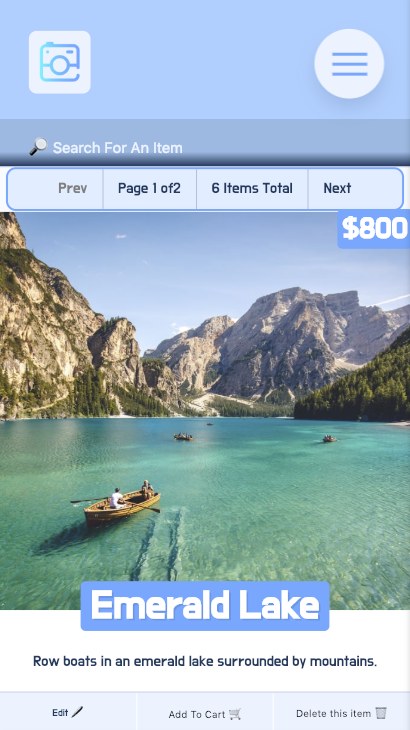 🔎 Search For An Item
Prev
Page 1 of2
6 Items Total
Next
$800
Emerald Lake
Row boats in an emerald lake surrounded by mountains.
Edit
Add To Cart 🛒
Delete this item 🗑